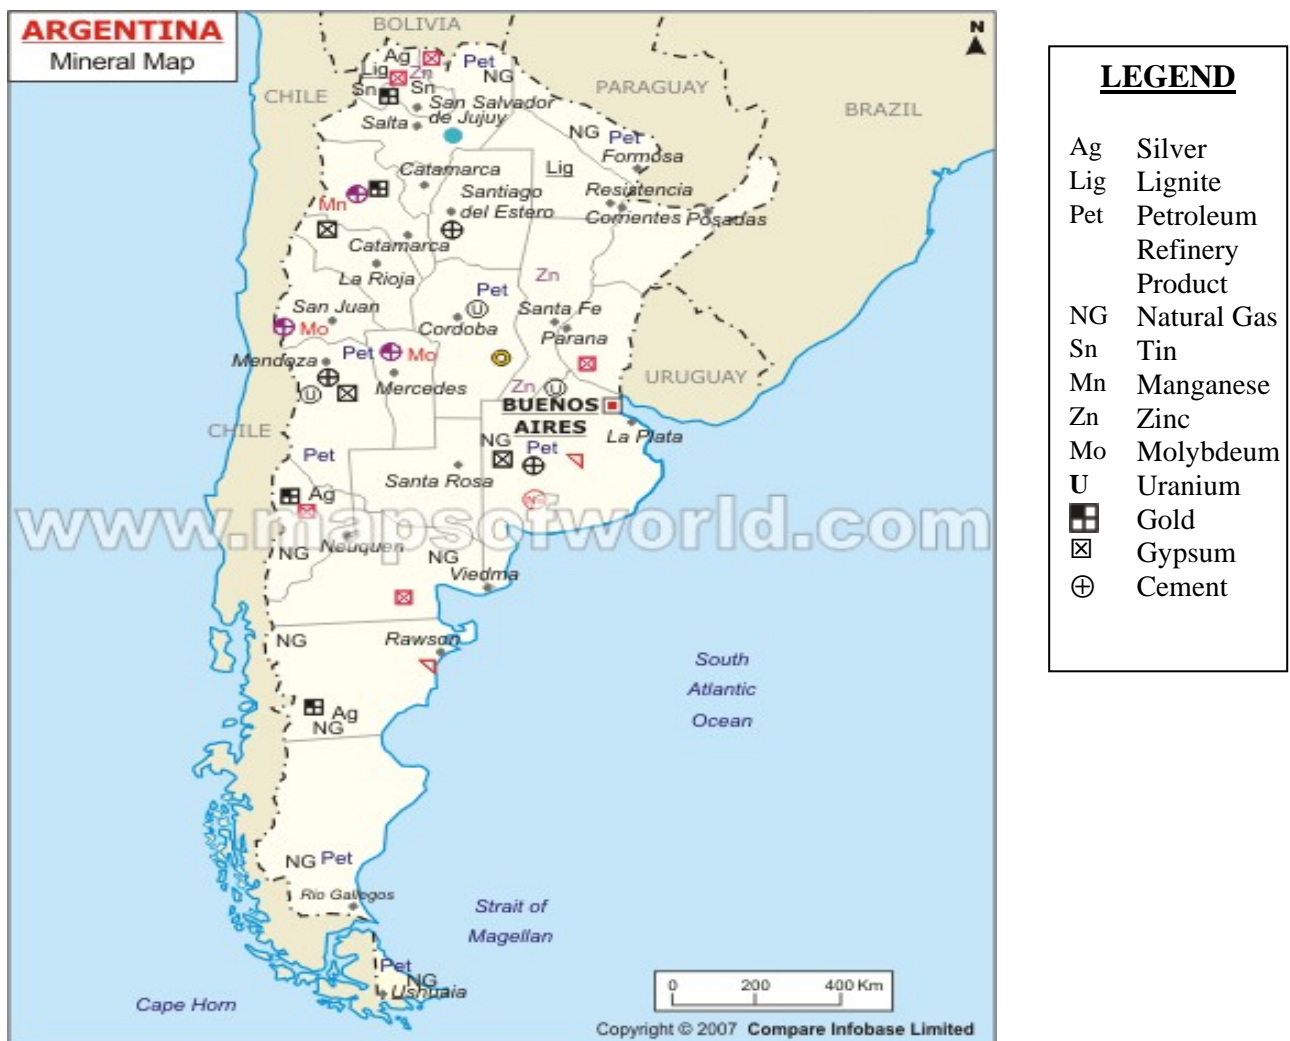 ARGENTINA
Mineral Map
BOLIVIA
N
Ag
Pet
Zn
Lig
NG
CHILE
Sn
Sn
PARAGUAY
San Salvador
de Jujuy
BRAZIL
Salta
NG
Pet
Formosa
Catamarca
Lig
Santiago
del Estero
Resistencia
Mn
Corrientes
Posadas
Catamarca
La Rioja
Zn
Pet
San Juan
U
Santa Fe
Mo
Cordoba
Parana
Mendoza
Pet
Mo
Mercedes
Zn
U
URUGUAY
U
BUENOS
AIRES
CHILE
La Plata
NG
Pet
Pet
Santa Rosa
Ag
www.mapsofworld.com
Neuquen
NG
NG
Viedma
NG
Rawson
South
Atlantic
Ocean
Ag
NG
NG Pet
Rio Gallegos
Strait of
Magellan
Pet
NG
Ushuaia
Cape Horn
0 200 400 Km
Copyright © 2007 Compare Infobase Limited
LEGEND
Ag Silver
Lig Lignite
Pet Petroleum
Refinery
Product
NG Natural Gas
Sn Tin
Mn Manganese
Zn Zinc
Mo Molybdeum
U Uranium
Gold
Gypsum
Cement